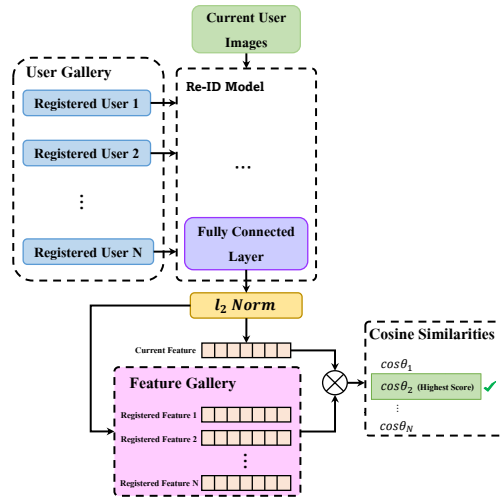 Current User
Images
User Gallery
Re-ID Model
Registered User 1
Registered User 2
⋮
...
Registered User N
Fully Connected
Layer
l₂ Norm
Current Feature
Cosine Similarities
Feature Gallery
cosθ₁
cosθ₂ (Highest Score) ✓
⋮
cosθ_N
Registered Feature 1
Registered Feature 2
⋮
Registered Feature N